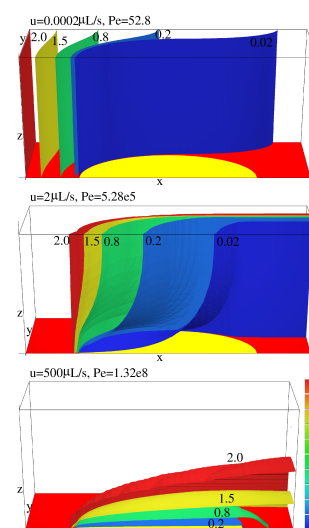 u=0.0002µL/s, Pe=52.8
y 2.0 1.5 0.8 0.2 0.02
z
x
u=2µL/s, Pe=5.28e5
2.0 1.5 0.8 0.2 0.02
z
y
x
u=500µL/s, Pe=1.32e8
2.0
1.5
z
0.8
y
0.2